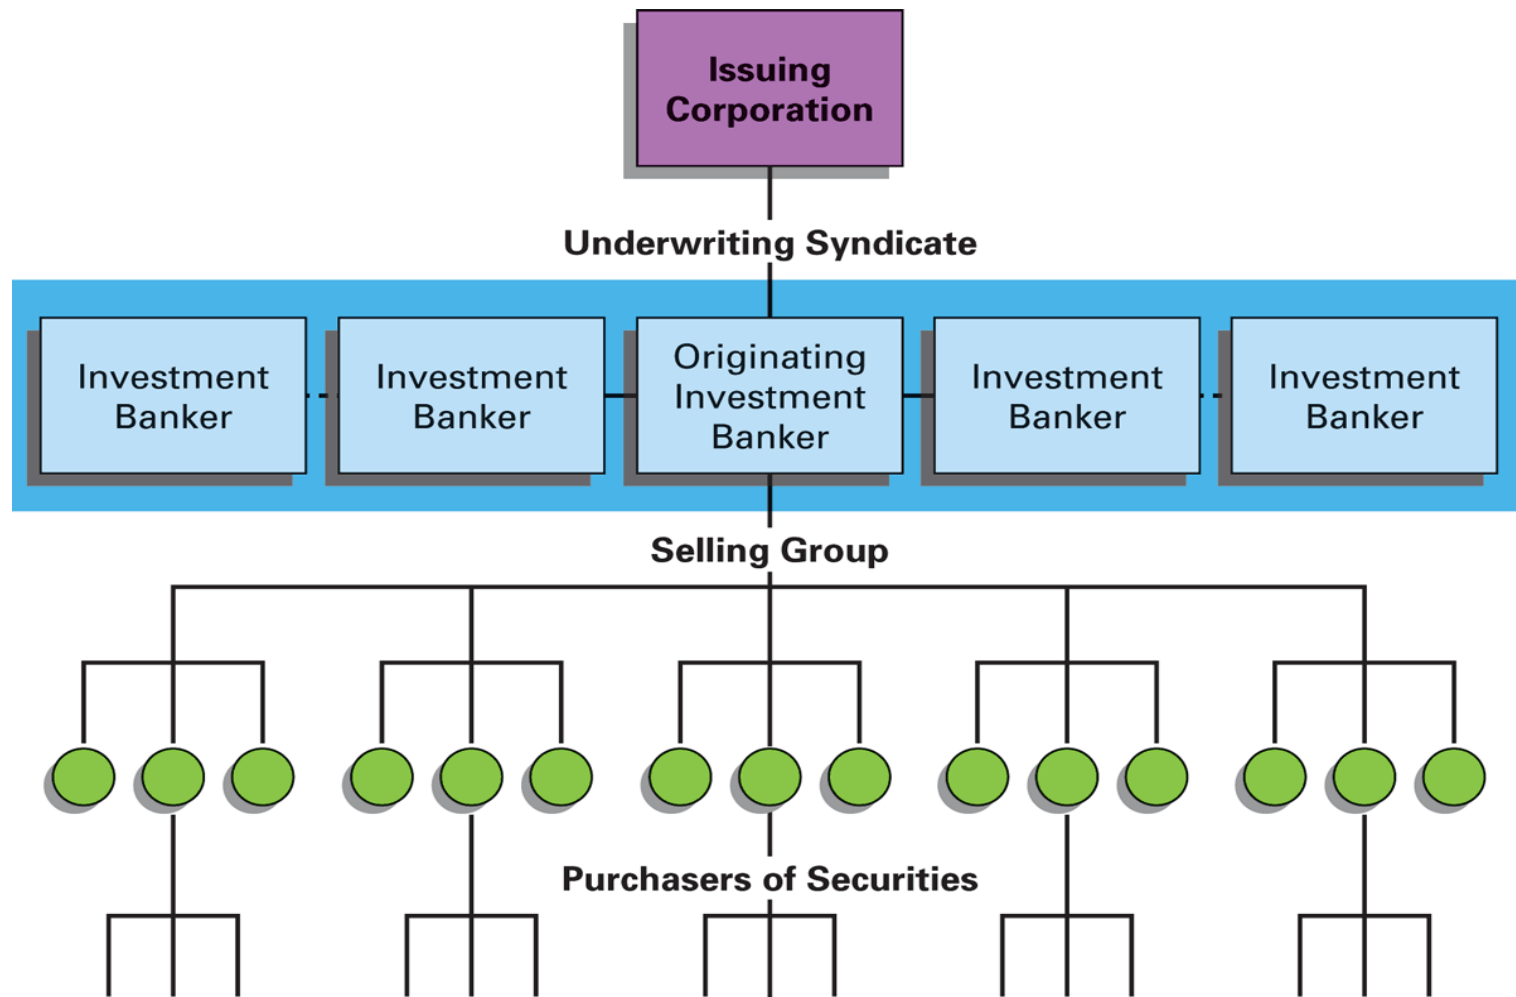 Issuing
Corporation
Underwriting Syndicate
Investment
Banker
Investment
Banker
Originating
Investment
Banker
Investment
Banker
Investment
Banker
Selling Group
Purchasers of Securities